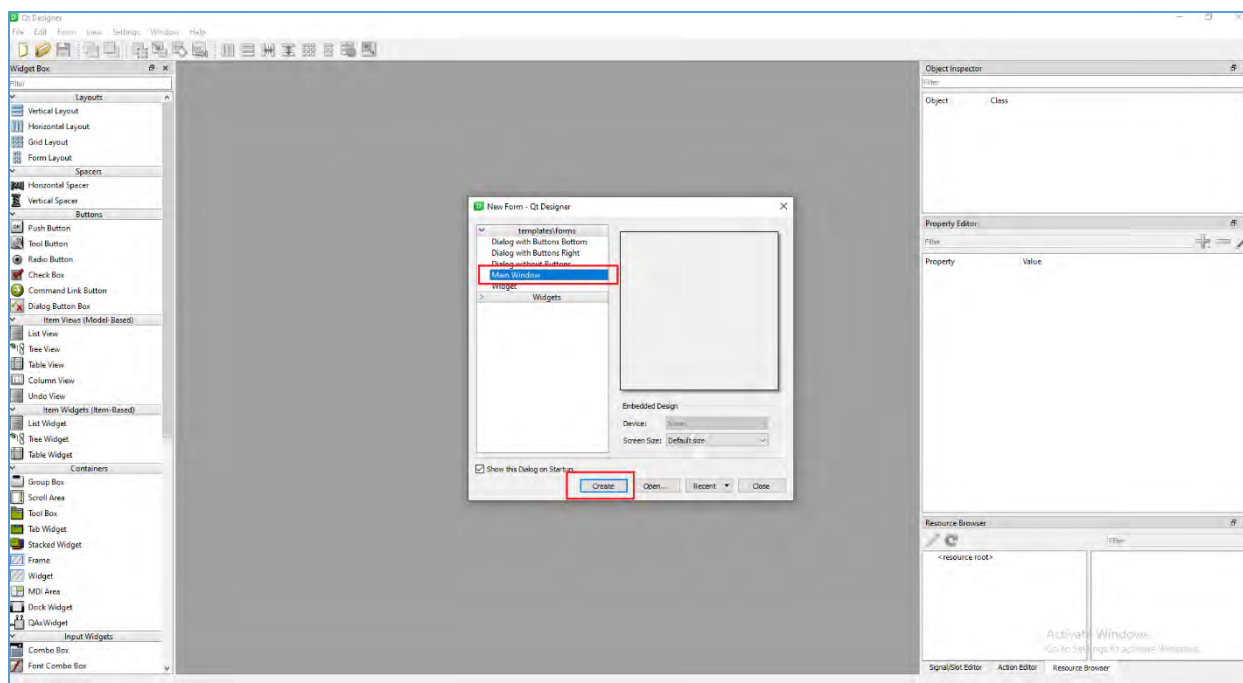 Qt Designer
File Edit Form View Settings Window Help
Widget Box
Filter
Layouts
Vertical Layout
Horizontal Layout
Grid Layout
Form Layout
Spacers
Horizontal Spacer
Vertical Spacer
Buttons
Push Button
Tool Button
Radio Button
Check Box
Command Link Button
Dialog Button Box
Item Views (Model-Based)
List View
Tree View
Table View
Column View
Undo View
Item Widgets (Item-Based)
List Widget
Tree Widget
Table Widget
Containers
Group Box
Scroll Area
Tool Box
Tab Widget
Stacked Widget
Frame
Widget
MDI Area
Dock Widget
QAxWidget
Input Widgets
Combo Box
Font Combo Box
New Form - Qt Designer
templates\forms
Dialog with Buttons Bottom
Dialog with Buttons Right
Dialog without Buttons
Main Window
Widget
Widgets
Embedded Design
Device: None
Screen Size: Default size
Show this Dialog on Startup
Create Open... Recent Close
Object Inspector
Filter
Object Class
Property Editor
Filter
Property Value
Resource Browser
Filter
<resource root>
Activate Windows
Go to Settings to activate Windows.
Signal/Slot Editor Action Editor Resource Browser